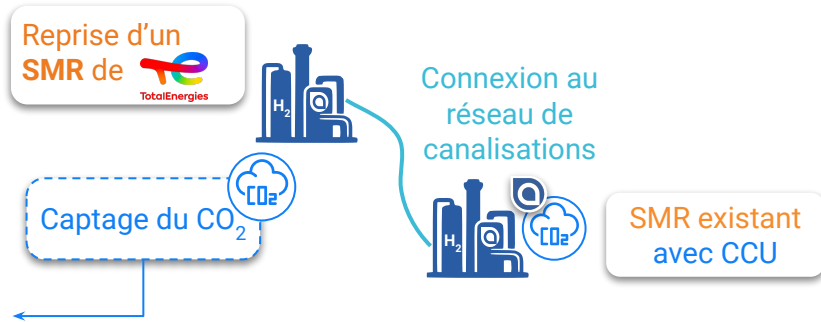 Reprise d'un
SMR de
TotalEnergies
H2
Connexion au
réseau de
canalisations
CO2
Captage du CO2
H2
CO2
SMR existant
avec CCU